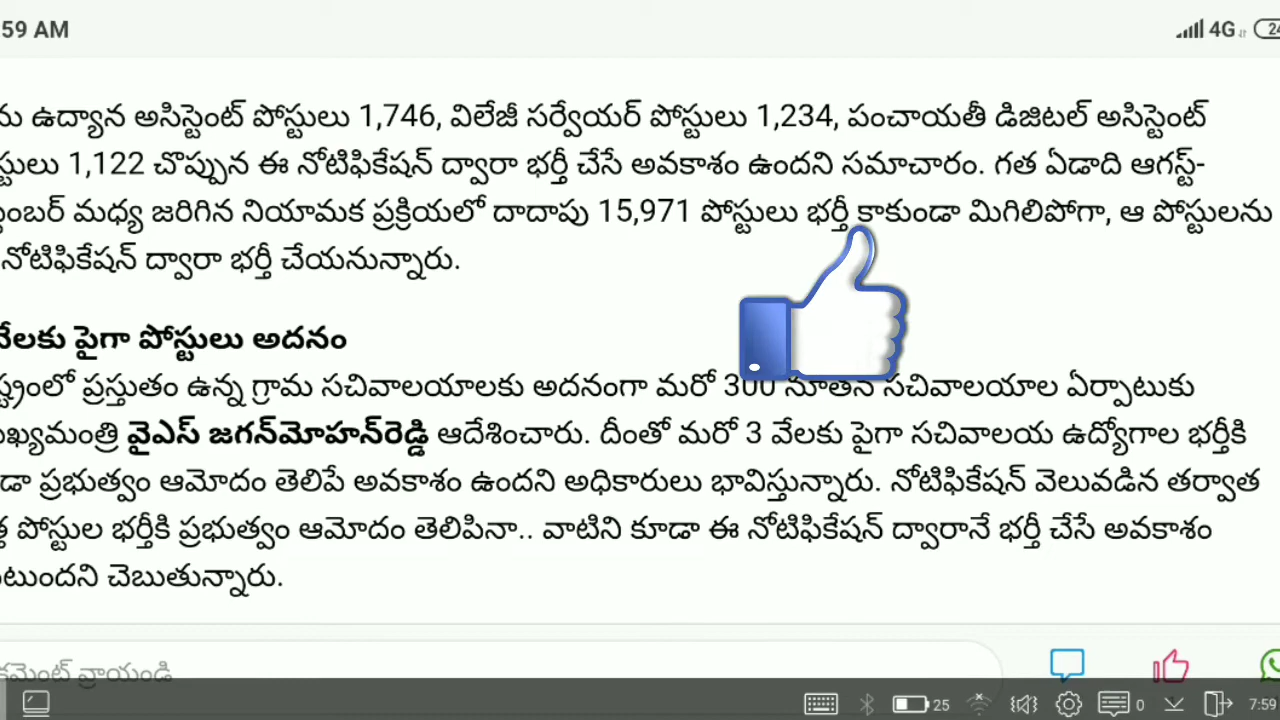 :59 AM 4G 24
ను ఉద్యాన అసిస్టెంట్ పోస్టులు 1,746, విలేజీ సర్వేయర్ పోస్టులు 1,234, పంచాయతీ డిజిటల్ అసిస్టెంట్
స్టులు 1,122 చొప్పున ఈ నోటిఫికేషన్ ద్వారా భర్తీ చేసే అవకాశం ఉందని సమాచారం. గత ఏడాది ఆగస్ట్-
టెంబర్ మధ్య జరిగిన నియామక ప్రక్రియలో దాదాపు 15,971 పోస్టులు భర్తీ కాకుండా మిగిలిపోగా, ఆ పోస్టులను
నోటిఫికేషన్ ద్వారా భర్తీ చేయనున్నారు.
వేలకు పైగా పోస్టులు అదనం
ష్ట్రంలో ప్రస్తుతం ఉన్న గ్రామ సచివాలయాలకు అదనంగా మరో 300 నూతన సచివాలయాల ఏర్పాటుకు
ఖ్యమంత్రి వైఎస్ జగన్‌మోహన్‌రెడ్డి ఆదేశించారు. దీంతో మరో 3 వేలకు పైగా సచివాలయ ఉద్యోగాల భర్తీకి
డా ప్రభుత్వం ఆమోదం తెలిపే అవకాశం ఉందని అధికారులు భావిస్తున్నారు. నోటిఫికేషన్ వెలువడిన తర్వాత
త్త పోస్టుల భర్తీకి ప్రభుత్వం ఆమోదం తెలిపినా.. వాటిని కూడా ఈ నోటిఫికేషన్ ద్వారానే భర్తీ చేసే అవకాశం
ంటుందని చెబుతున్నారు.
కమెంట్ వ్రాయండి
25 0 7:59